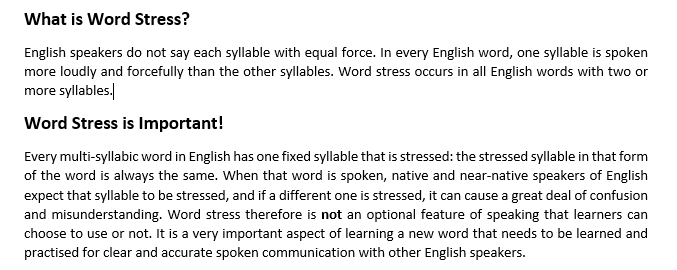 What is Word Stress?
English speakers do not say each syllable with equal force. In every English word, one syllable is spoken
more loudly and forcefully than the other syllables. Word stress occurs in all English words with two or
more syllables.
Word Stress is Important!
Every multi-syllabic word in English has one fixed syllable that is stressed: the stressed syllable in that form
of the word is always the same. When that word is spoken, native and near-native speakers of English
expect that syllable to be stressed, and if a different one is stressed, it can cause a great deal of confusion
and misunderstanding. Word stress therefore is not an optional feature of speaking that learners can
choose to use or not. It is a very important aspect of learning a new word that needs to be learned and
practised for clear and accurate spoken communication with other English speakers.